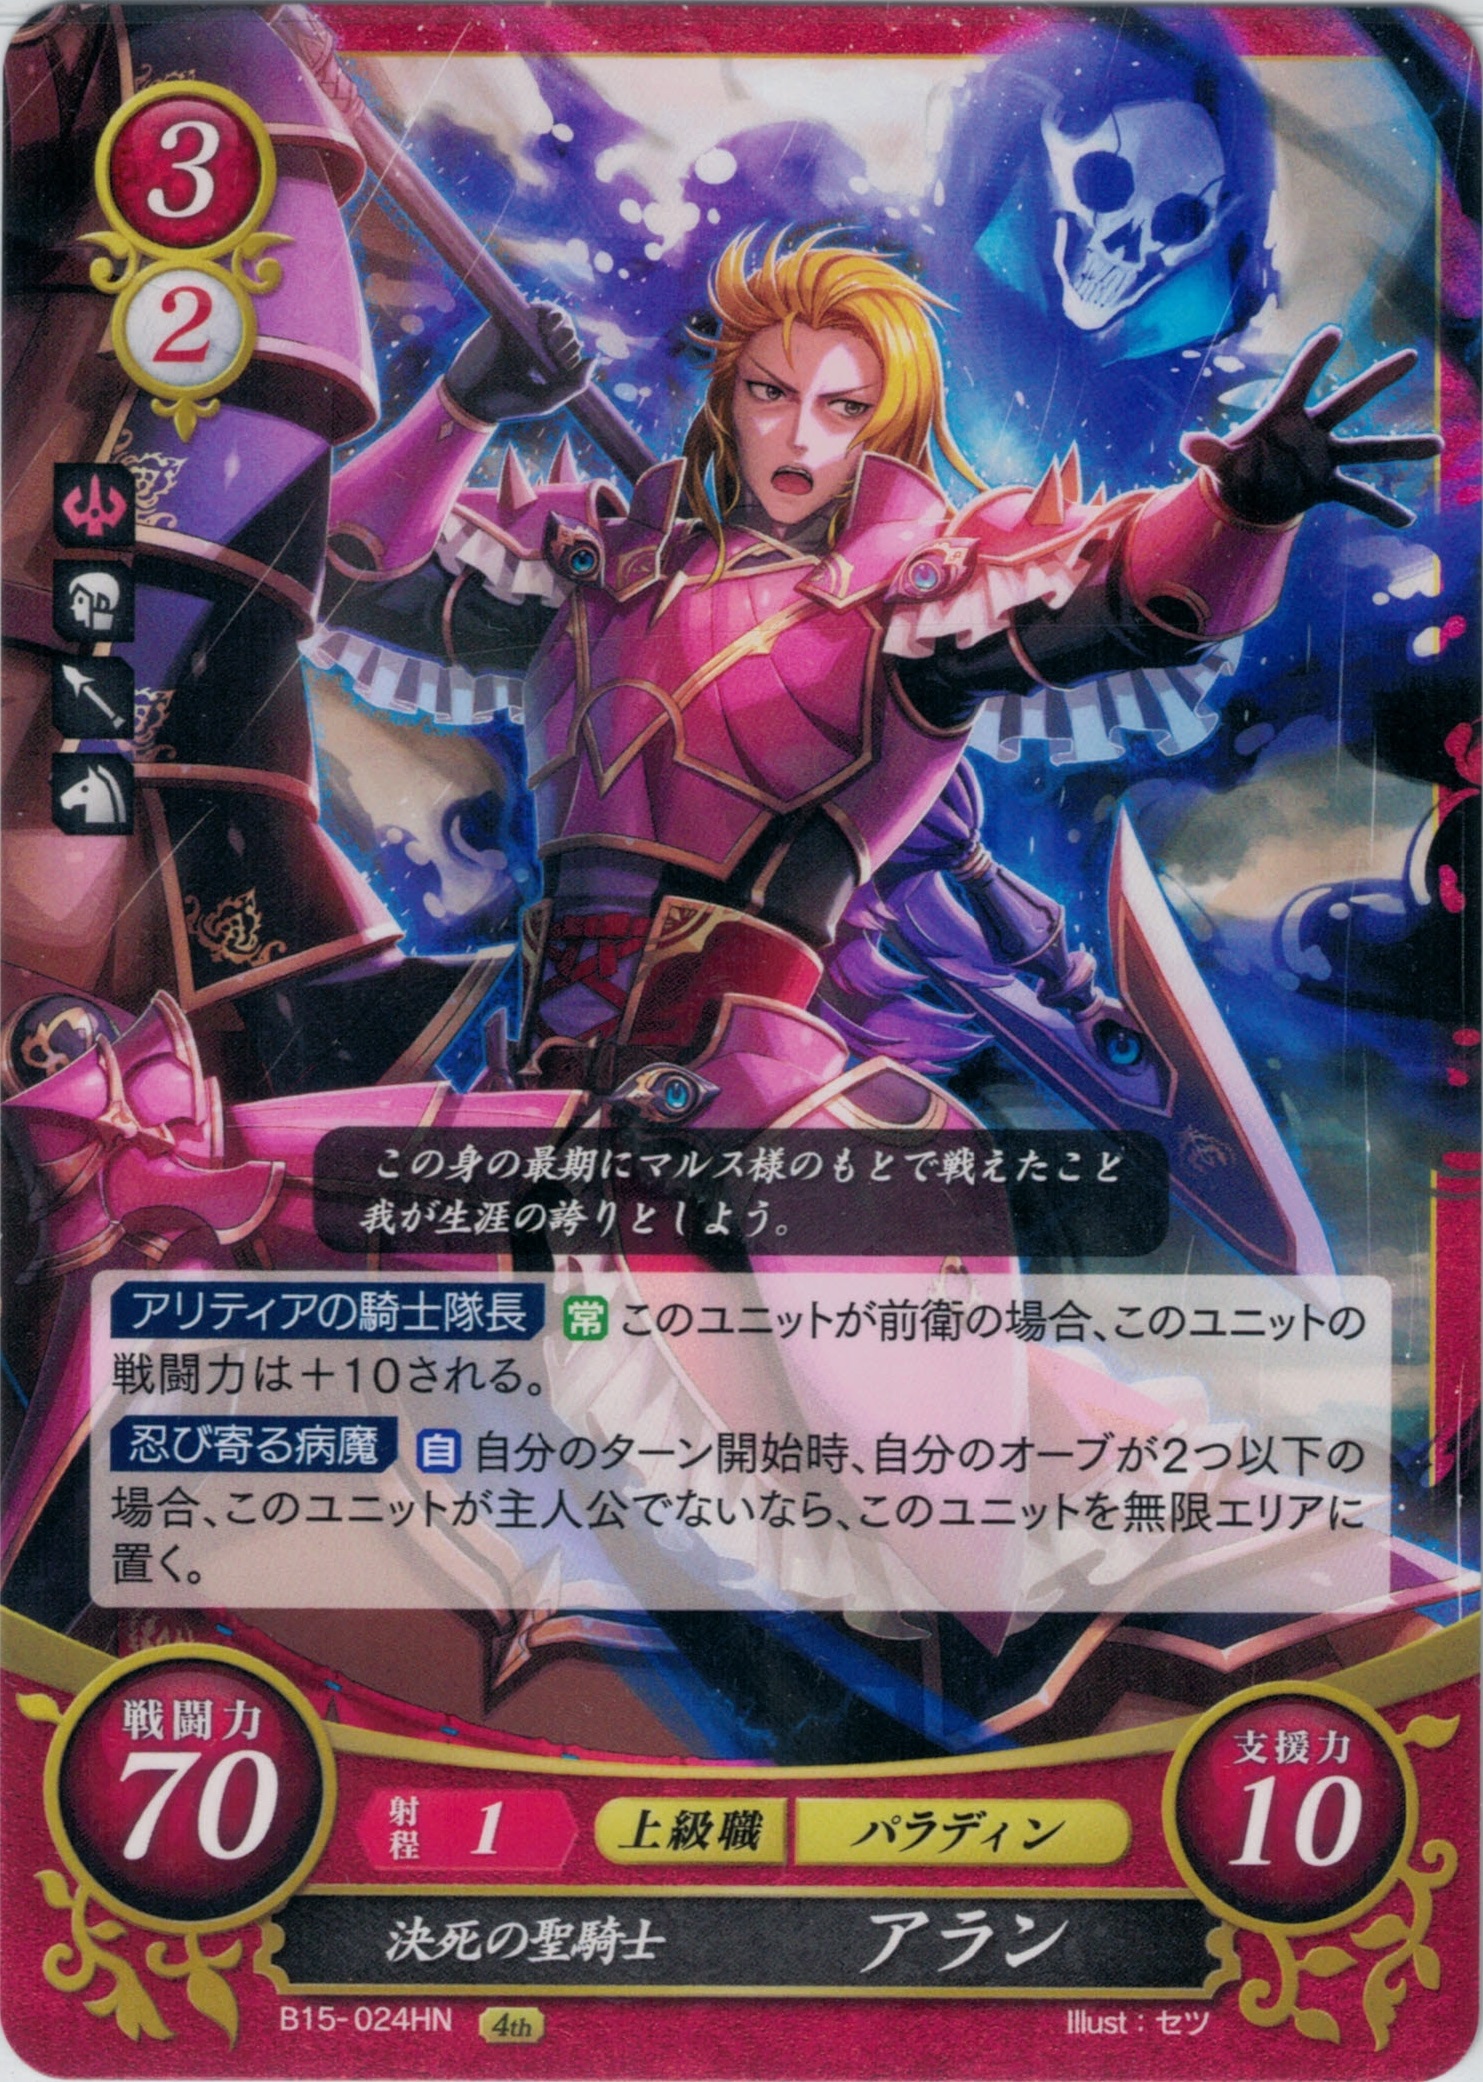 3
2
この身の最期にマルス様のもとで戦えたこと
我が生涯の誇りとしよう。
アリティアの騎士隊長 常 このユニットが前衛の場合、このユニットの
戦闘力は＋10される。
忍び寄る病魔 自 自分のターン開始時、自分のオーブが2つ以下の
場合、このユニットが主人公でないなら、このユニットを無限エリアに
置く。
戦闘力
70
射程 1
上級職 パラディン
支援力
10
決死の聖騎士 アラン
B15-024HN 4th
Illust：セツ